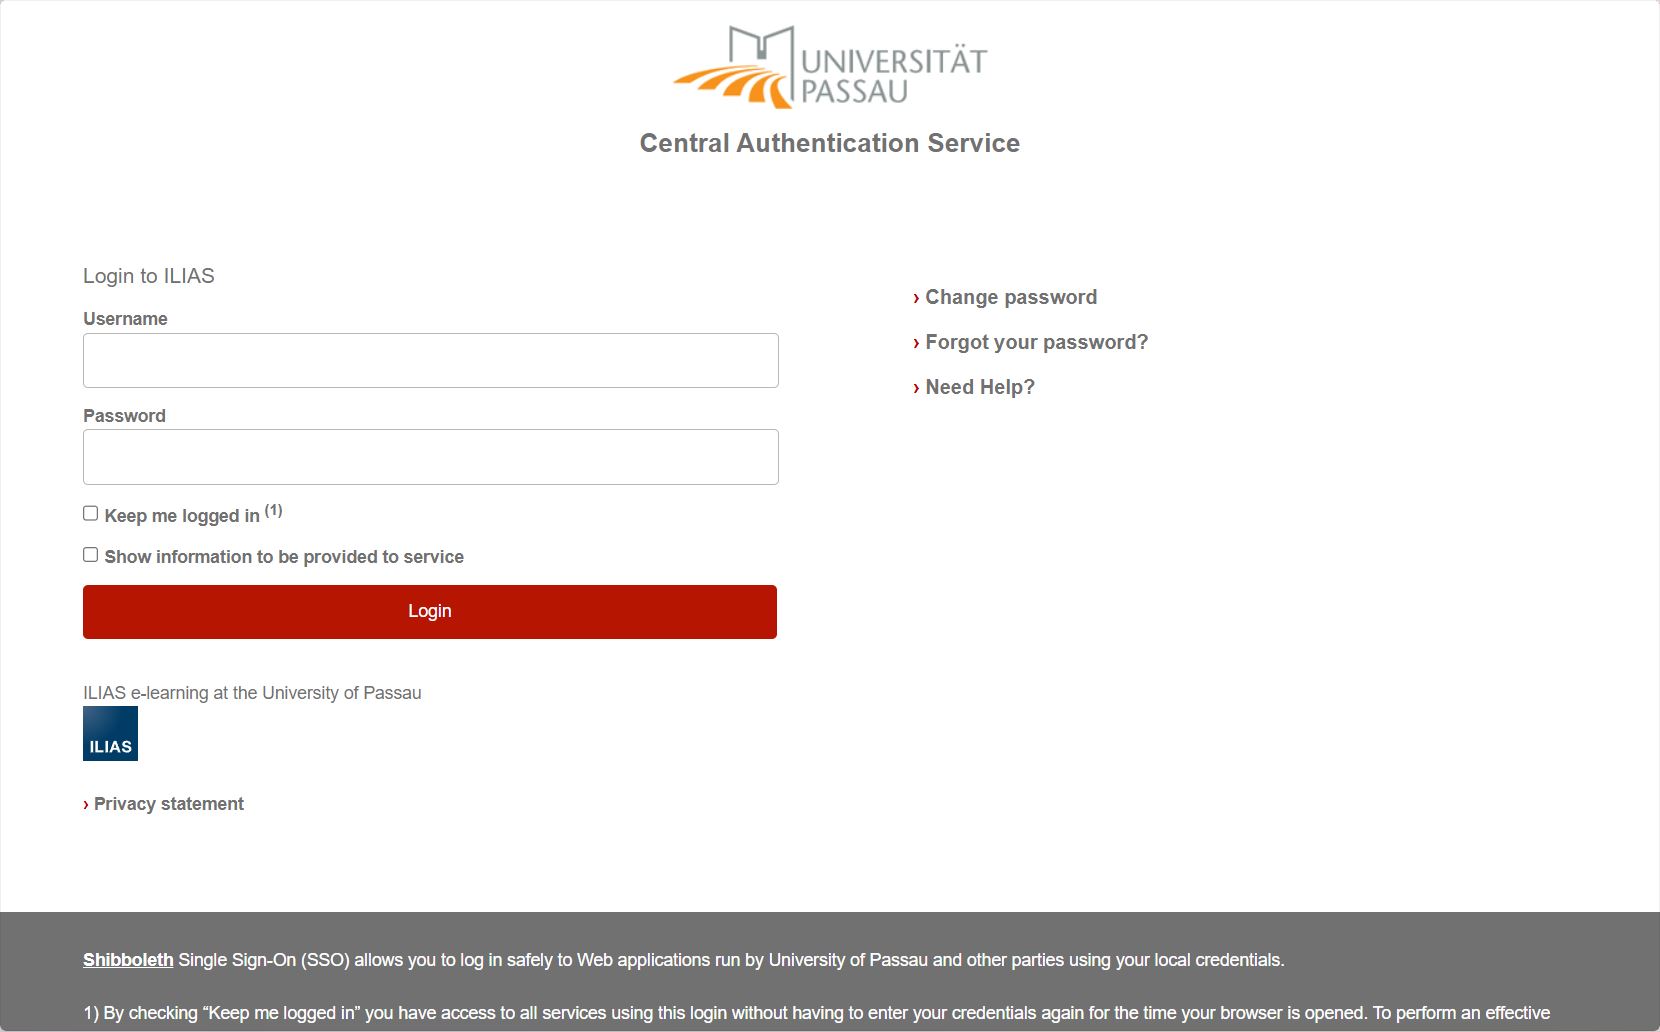 UNIVERSITÄT
PASSAU
Central Authentication Service
Login to ILIAS
Username
Password
Keep me logged in (1)
Show information to be provided to service
Login
ILIAS e-learning at the University of Passau
ILIAS
› Privacy statement
› Change password
› Forgot your password?
› Need Help?
Shibboleth Single Sign-On (SSO) allows you to log in safely to Web applications run by University of Passau and other parties using your local credentials.
1) By checking “Keep me logged in” you have access to all services using this login without having to enter your credentials again for the time your browser is opened. To perform an effective